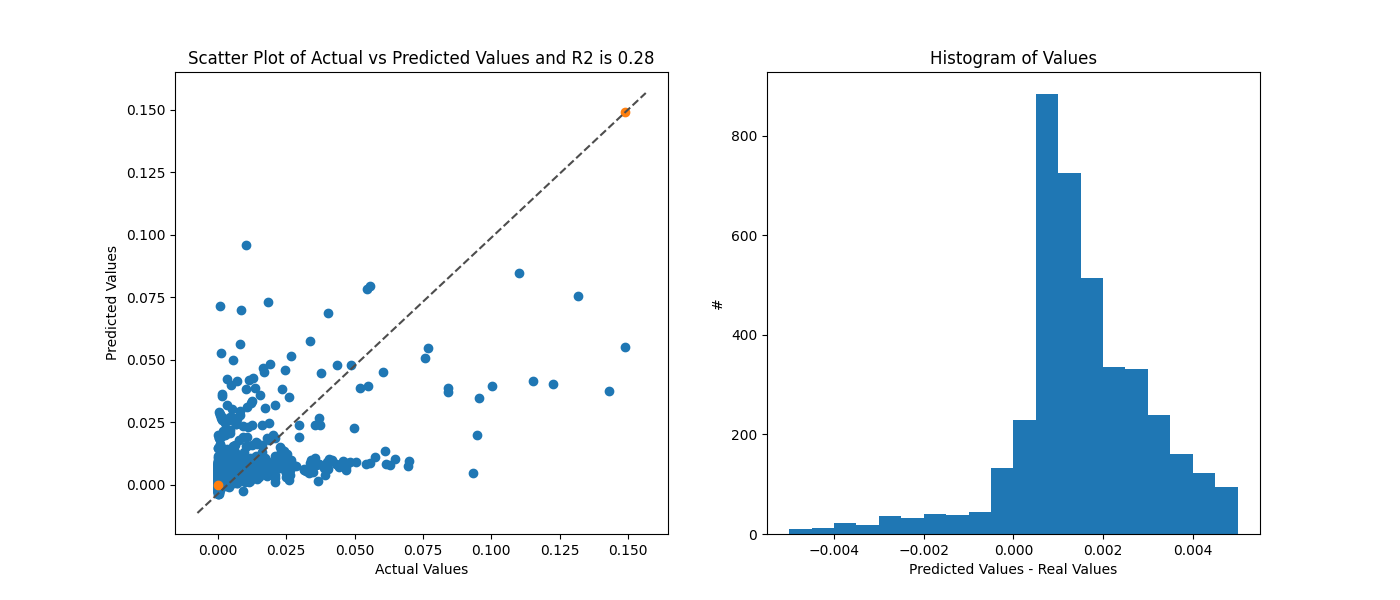 Scatter Plot of Actual vs Predicted Values and R2 is 0.28
0.150
0.125
0.100
0.075
0.050
0.025
0.000
Predicted Values
0.000 0.025 0.050 0.075 0.100 0.125 0.150
Actual Values
Histogram of Values
800
600
400
200
0
#
−0.004 −0.002 0.000 0.002 0.004
Predicted Values - Real Values